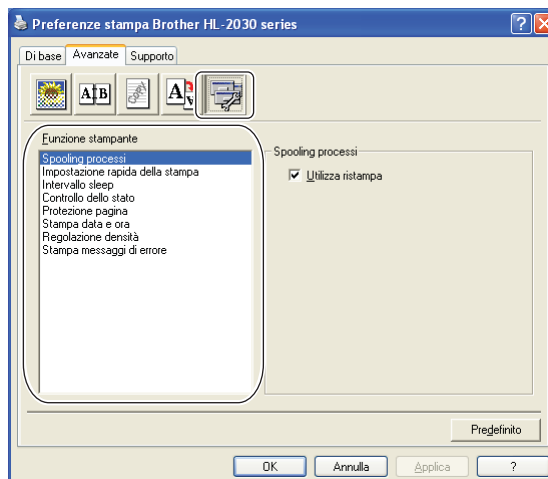 Preferenze stampa Brother HL-2030 series
Di base Avanzate Supporto
A B
A
Funzione stampante
Spooling processi
Impostazione rapida della stampa
Intervallo sleep
Controllo dello stato
Protezione pagina
Stampa data e ora
Regolazione densità
Stampa messaggi di errore
Spooling processi
Utilizza ristampa
Predefinito
OK Annulla Applica ?